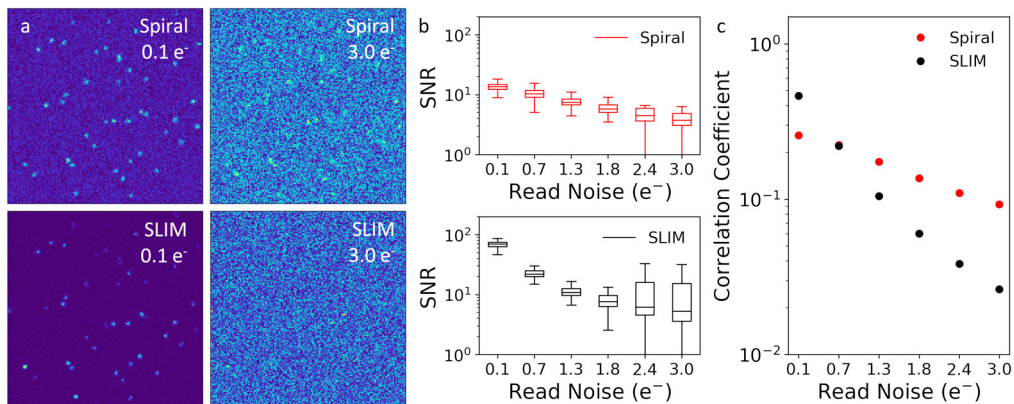 a
Spiral
0.1 e⁻
Spiral
3.0 e⁻
SLIM
0.1 e⁻
SLIM
3.0 e⁻
b
Spiral
SNR
10²
10¹
10⁰
0.1 0.7 1.3 1.8 2.4 3.0
Read Noise (e⁻)
SLIM
SNR
10²
10¹
10⁰
0.1 0.7 1.3 1.8 2.4 3.0
Read Noise (e⁻)
c
Spiral
SLIM
Correlation Coefficient
10⁰
10⁻¹
10⁻²
0.1 0.7 1.3 1.8 2.4 3.0
Read Noise (e⁻)